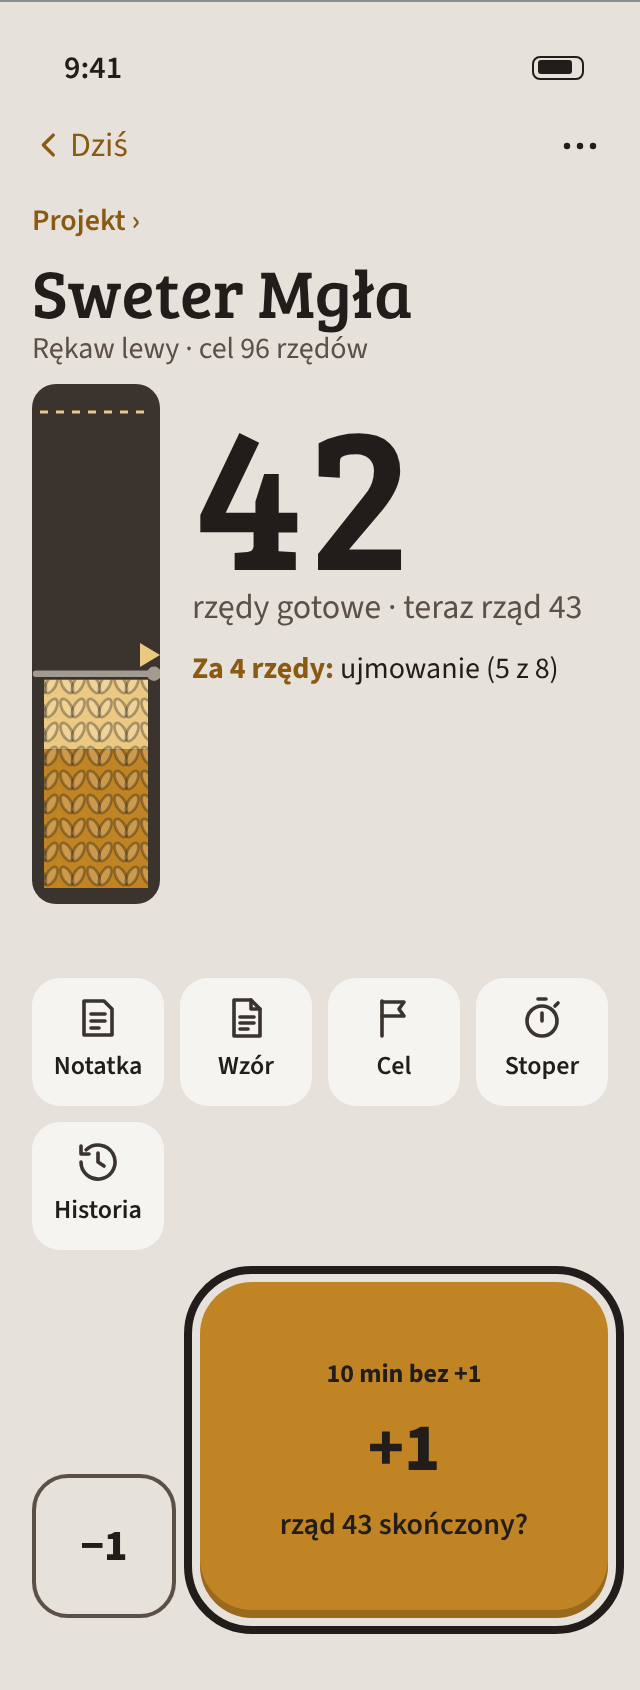 9:41
Dziś
Projekt ›
Sweter Mgła
Rękaw lewy · cel 96 rzędów
42
rzędy gotowe · teraz rząd 43
Za 4 rzędy: ujmowanie (5 z 8)
Notatka
Wzór
Cel
Stoper
Historia
10 min bez +1
+1
rząd 43 skończony?
−1